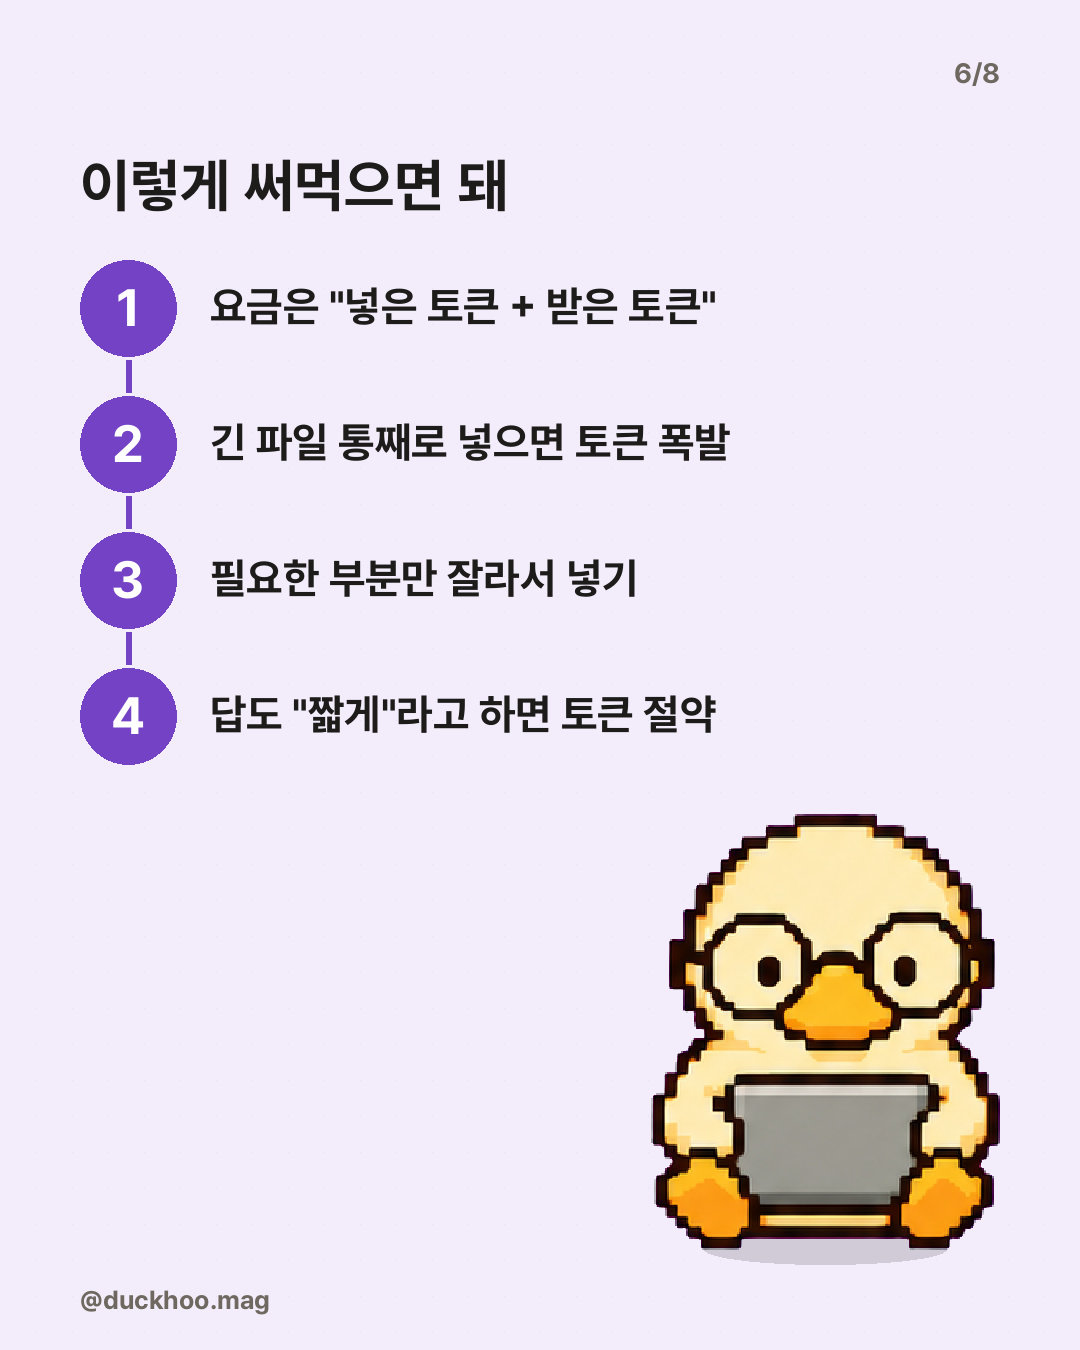 6/8
이렇게 써먹으면 돼
1 요금은 "넣은 토큰 + 받은 토큰"
2 긴 파일 통째로 넣으면 토큰 폭발
3 필요한 부분만 잘라서 넣기
4 답도 "짧게"라고 하면 토큰 절약
@duckhoo.mag